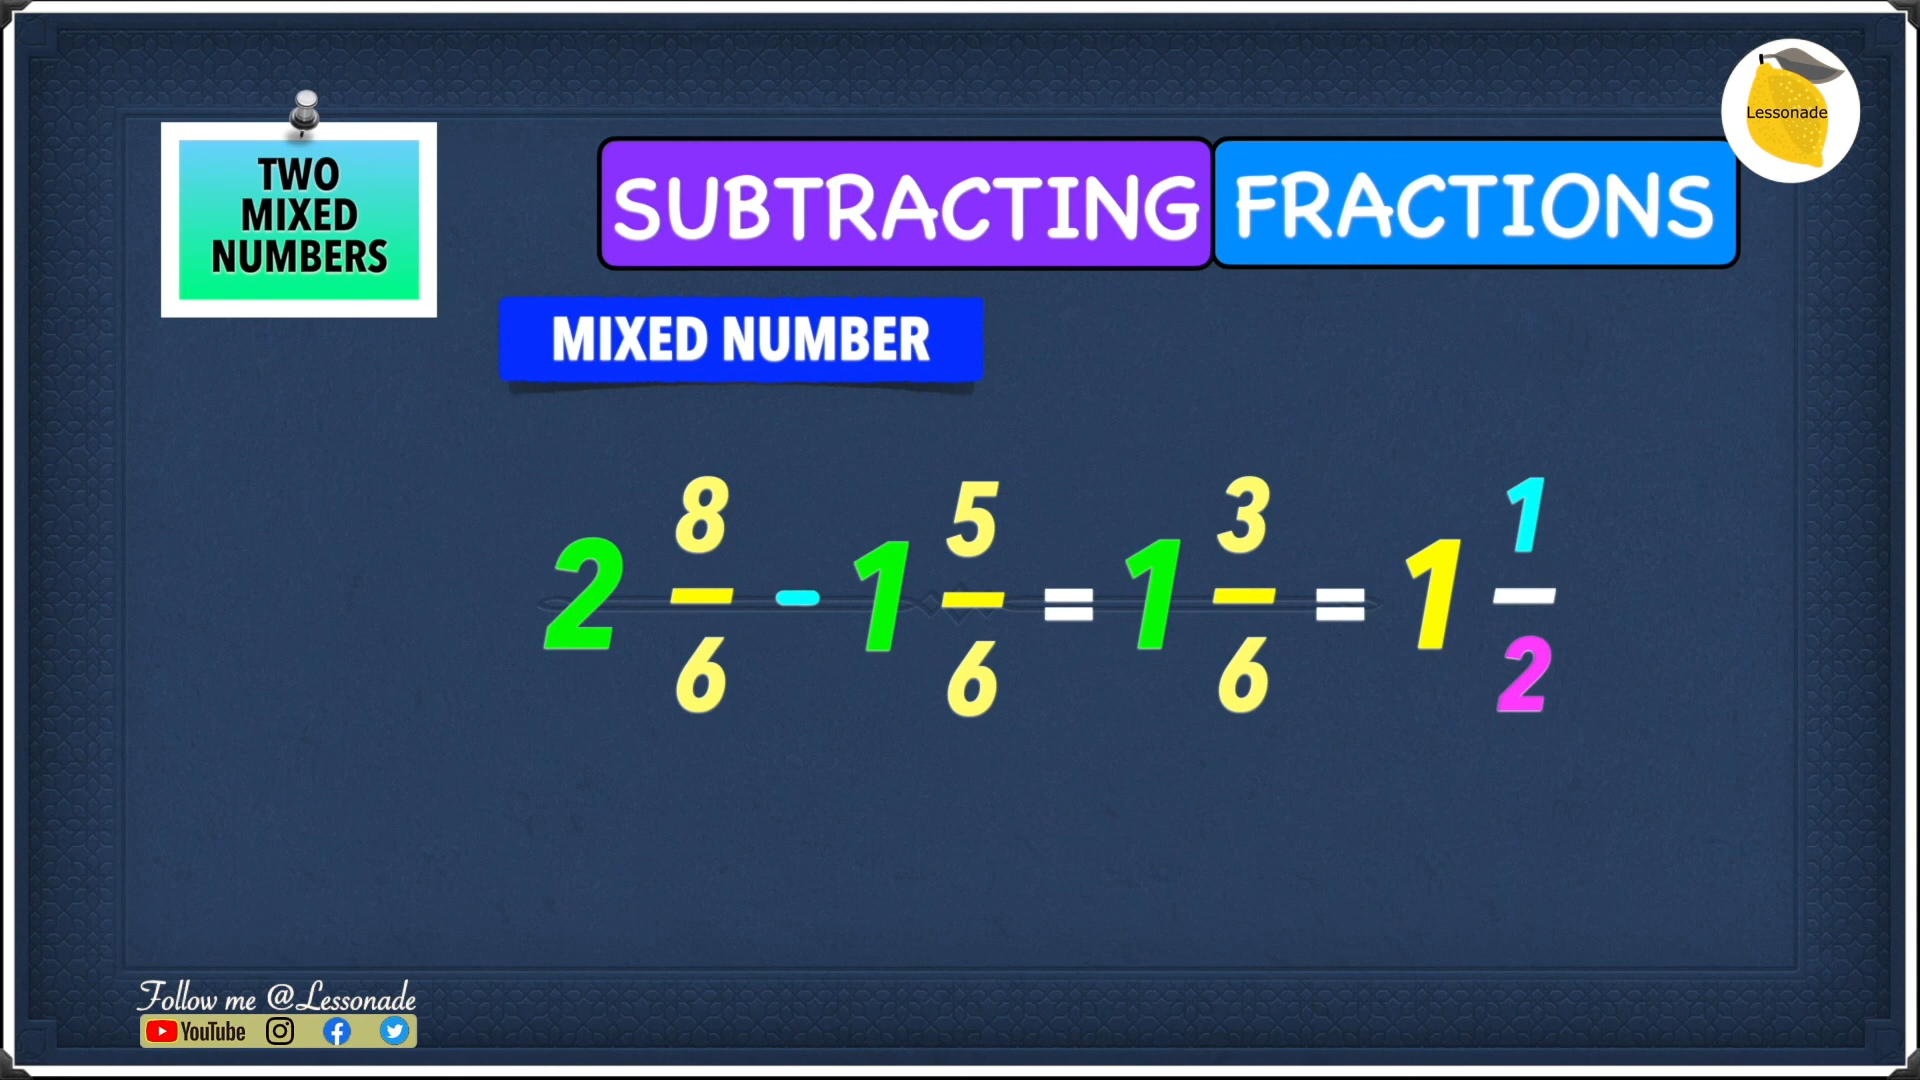 TWO
MIXED
NUMBERS
SUBTRACTING FRACTIONS
Lessonade
MIXED NUMBER
2 8/6 - 1 5/6 = 1 3/6 = 1 1/2
Follow me @Lessonade
YouTube